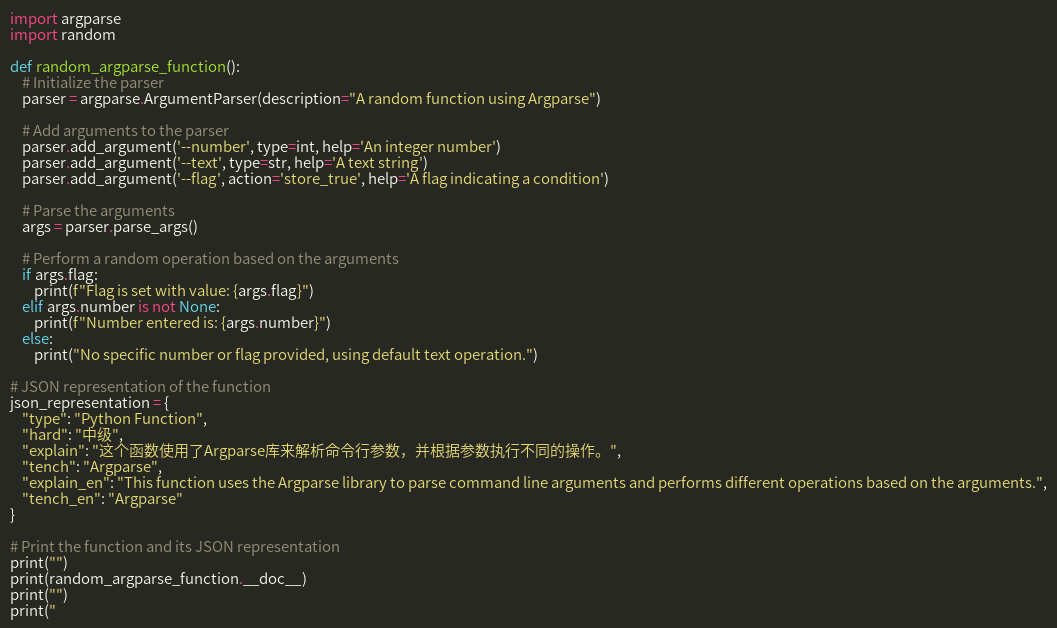 import argparse
import random

def random_argparse_function():
    # Initialize the parser
    parser = argparse.ArgumentParser(description="A random function using Argparse")

    # Add arguments to the parser
    parser.add_argument('--number', type=int, help='An integer number')
    parser.add_argument('--text', type=str, help='A text string')
    parser.add_argument('--flag', action='store_true', help='A flag indicating a condition')

    # Parse the arguments
    args = parser.parse_args()

    # Perform a random operation based on the arguments
    if args.flag:
        print(f"Flag is set with value: {args.flag}")
    elif args.number is not None:
        print(f"Number entered is: {args.number}")
    else:
        print("No specific number or flag provided, using default text operation.")

# JSON representation of the function
json_representation = {
    "type": "Python Function",
    "hard": "中级",
    "explain": "这个函数使用了Argparse库来解析命令行参数，并根据参数执行不同的操作。",
    "tench": "Argparse",
    "explain_en": "This function uses the Argparse library to parse command line arguments and performs different operations based on the arguments.",
    "tench_en": "Argparse"
}

# Print the function and its JSON representation
print("")
print(random_argparse_function.__doc__)
print("")
print("